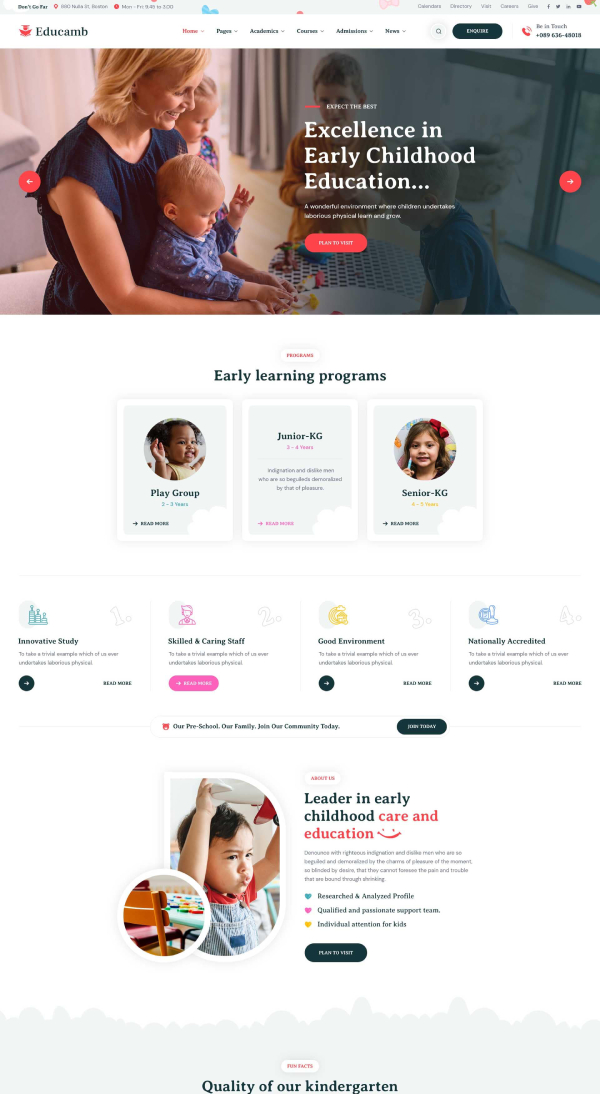 Don't Go Far 890 Nulla St, Boston Mon - Fri: 9.45 to 3.00 Calendars Directory Visit Careers Give
Educamb Home Pages Academics Courses Admissions News ENQUIRE Be in Touch
+089 636-48018
EXPECT THE BEST
Excellence in
Early Childhood
Education...
A wonderful environment where children undertakes
laborious physical learn and grow.
PLAN TO VISIT
PROGRAMS
Early learning programs
Play Group
2 - 3 Years
READ MORE
Junior-KG
3 - 4 Years
Indignation and dislike men
who are so beguileds demoralized
by that of pleasure.
READ MORE
Senior-KG
4 - 5 Years
READ MORE
1.
Innovative Study
To take a trivial example which of us ever
undertakes laborious physical.
READ MORE
2.
Skilled & Caring Staff
To take a trivial example which of us ever
undertakes laborious physical.
READ MORE
3.
Good Environment
To take a trivial example which of us ever
undertakes laborious physical.
READ MORE
4.
Nationally Accredited
To take a trivial example which of us ever
undertakes laborious physical.
READ MORE
Our Pre-School. Our Family. Join Our Community Today. JOIN TODAY
ABOUT US
Leader in early
childhood care and
education
Denounce with righteous indignation and dislike men who are so
beguiled and demoralized by the charms of pleasure of the moment,
so blinded by desire, that they cannot foresee the pain and trouble
that are bound through shrinking.
Researched & Analyzed Profile
Qualified and passionate support team.
Individual attention for kids
PLAN TO VISIT
FUN FACTS
Quality of our kindergarten